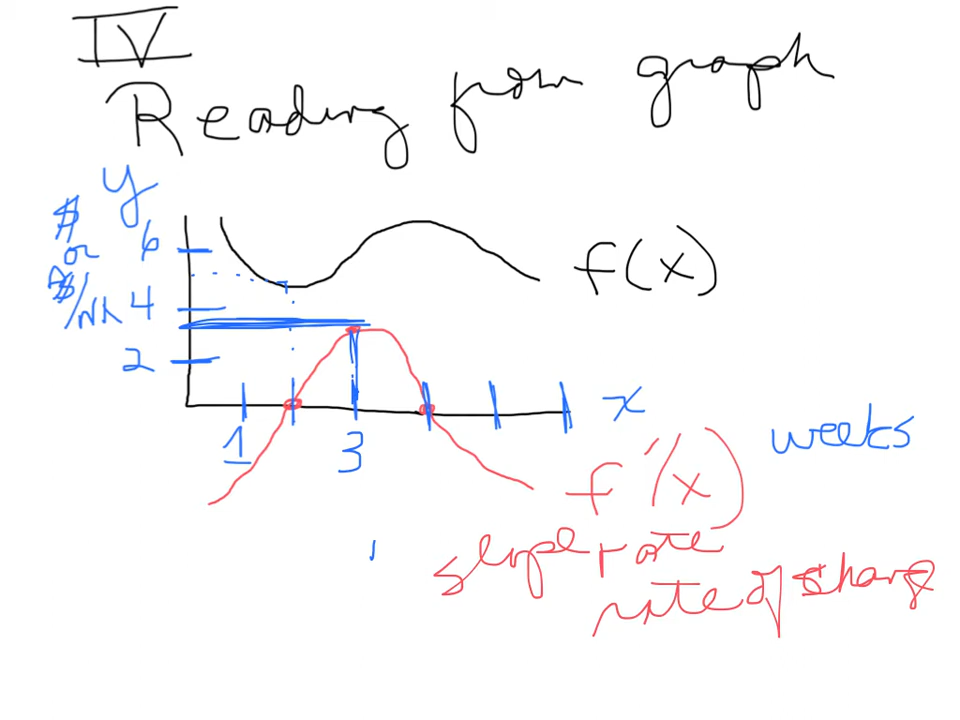 IV
Reading from graph
y
$
or
$/wk
6
4
2
f(x)
x
1
3
weeks
f'(x)
slope rate
rate of change